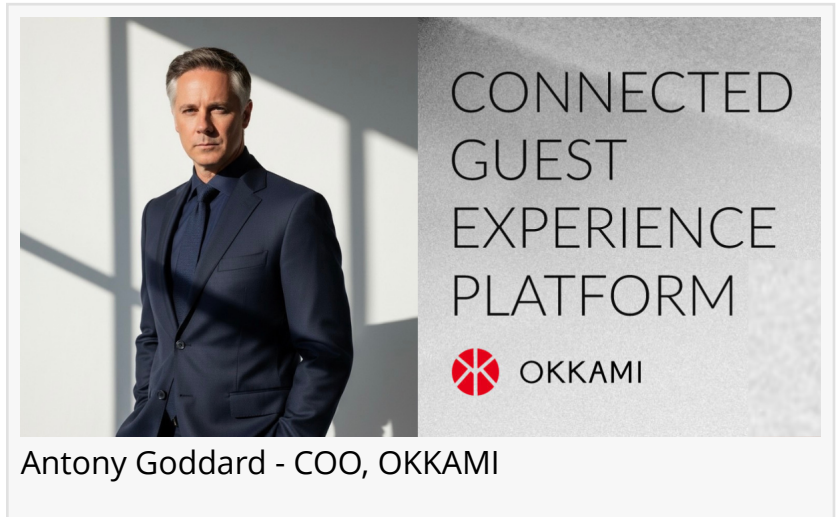 CONNECTED
GUEST
EXPERIENCE
PLATFORM
OKKAMI
Antony Goddard - COO, OKKAMI